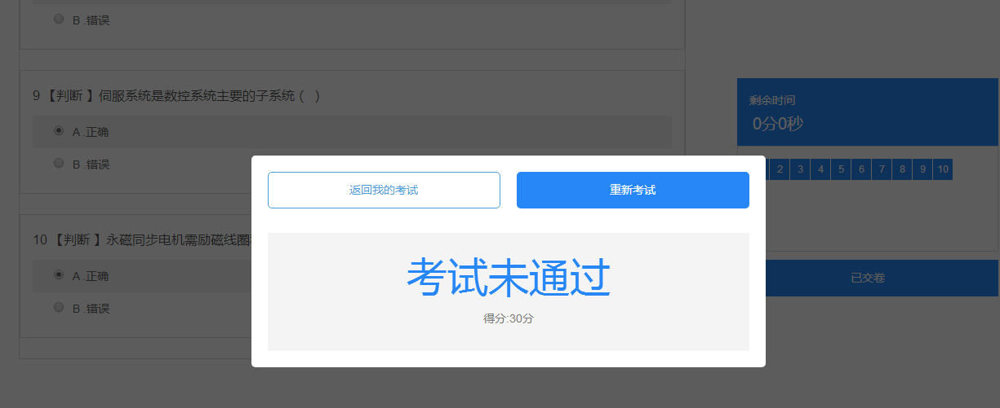 B .错误
9 【判断 】伺服系统是数控系统主要的子系统（ ）
A .正确
B .错误
10 【判断 】永磁同步电机需励磁线圈
A .正确
B .错误
剩余时间
0分0秒
2 3 4 5 6 7 8 9 10
已交卷
返回我的考试
重新考试
考试未通过
得分:30分